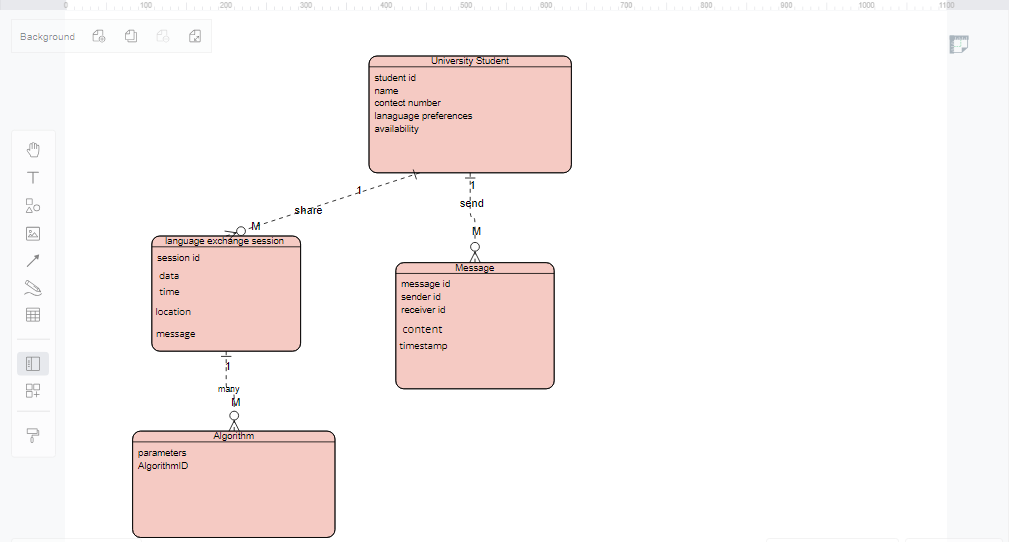 0 100 200 300 400 500 600 700 800 900 1000 1100
Background
University Student
student id
name
contect number
lanaguage preferences
availability
1
share
M
1
send
M
language exchange session
session id
data
time
location
message
Message
message id
sender id
receiver id
content
timestamp
1
many
M
Algorithm
parameters
AlgorithmID